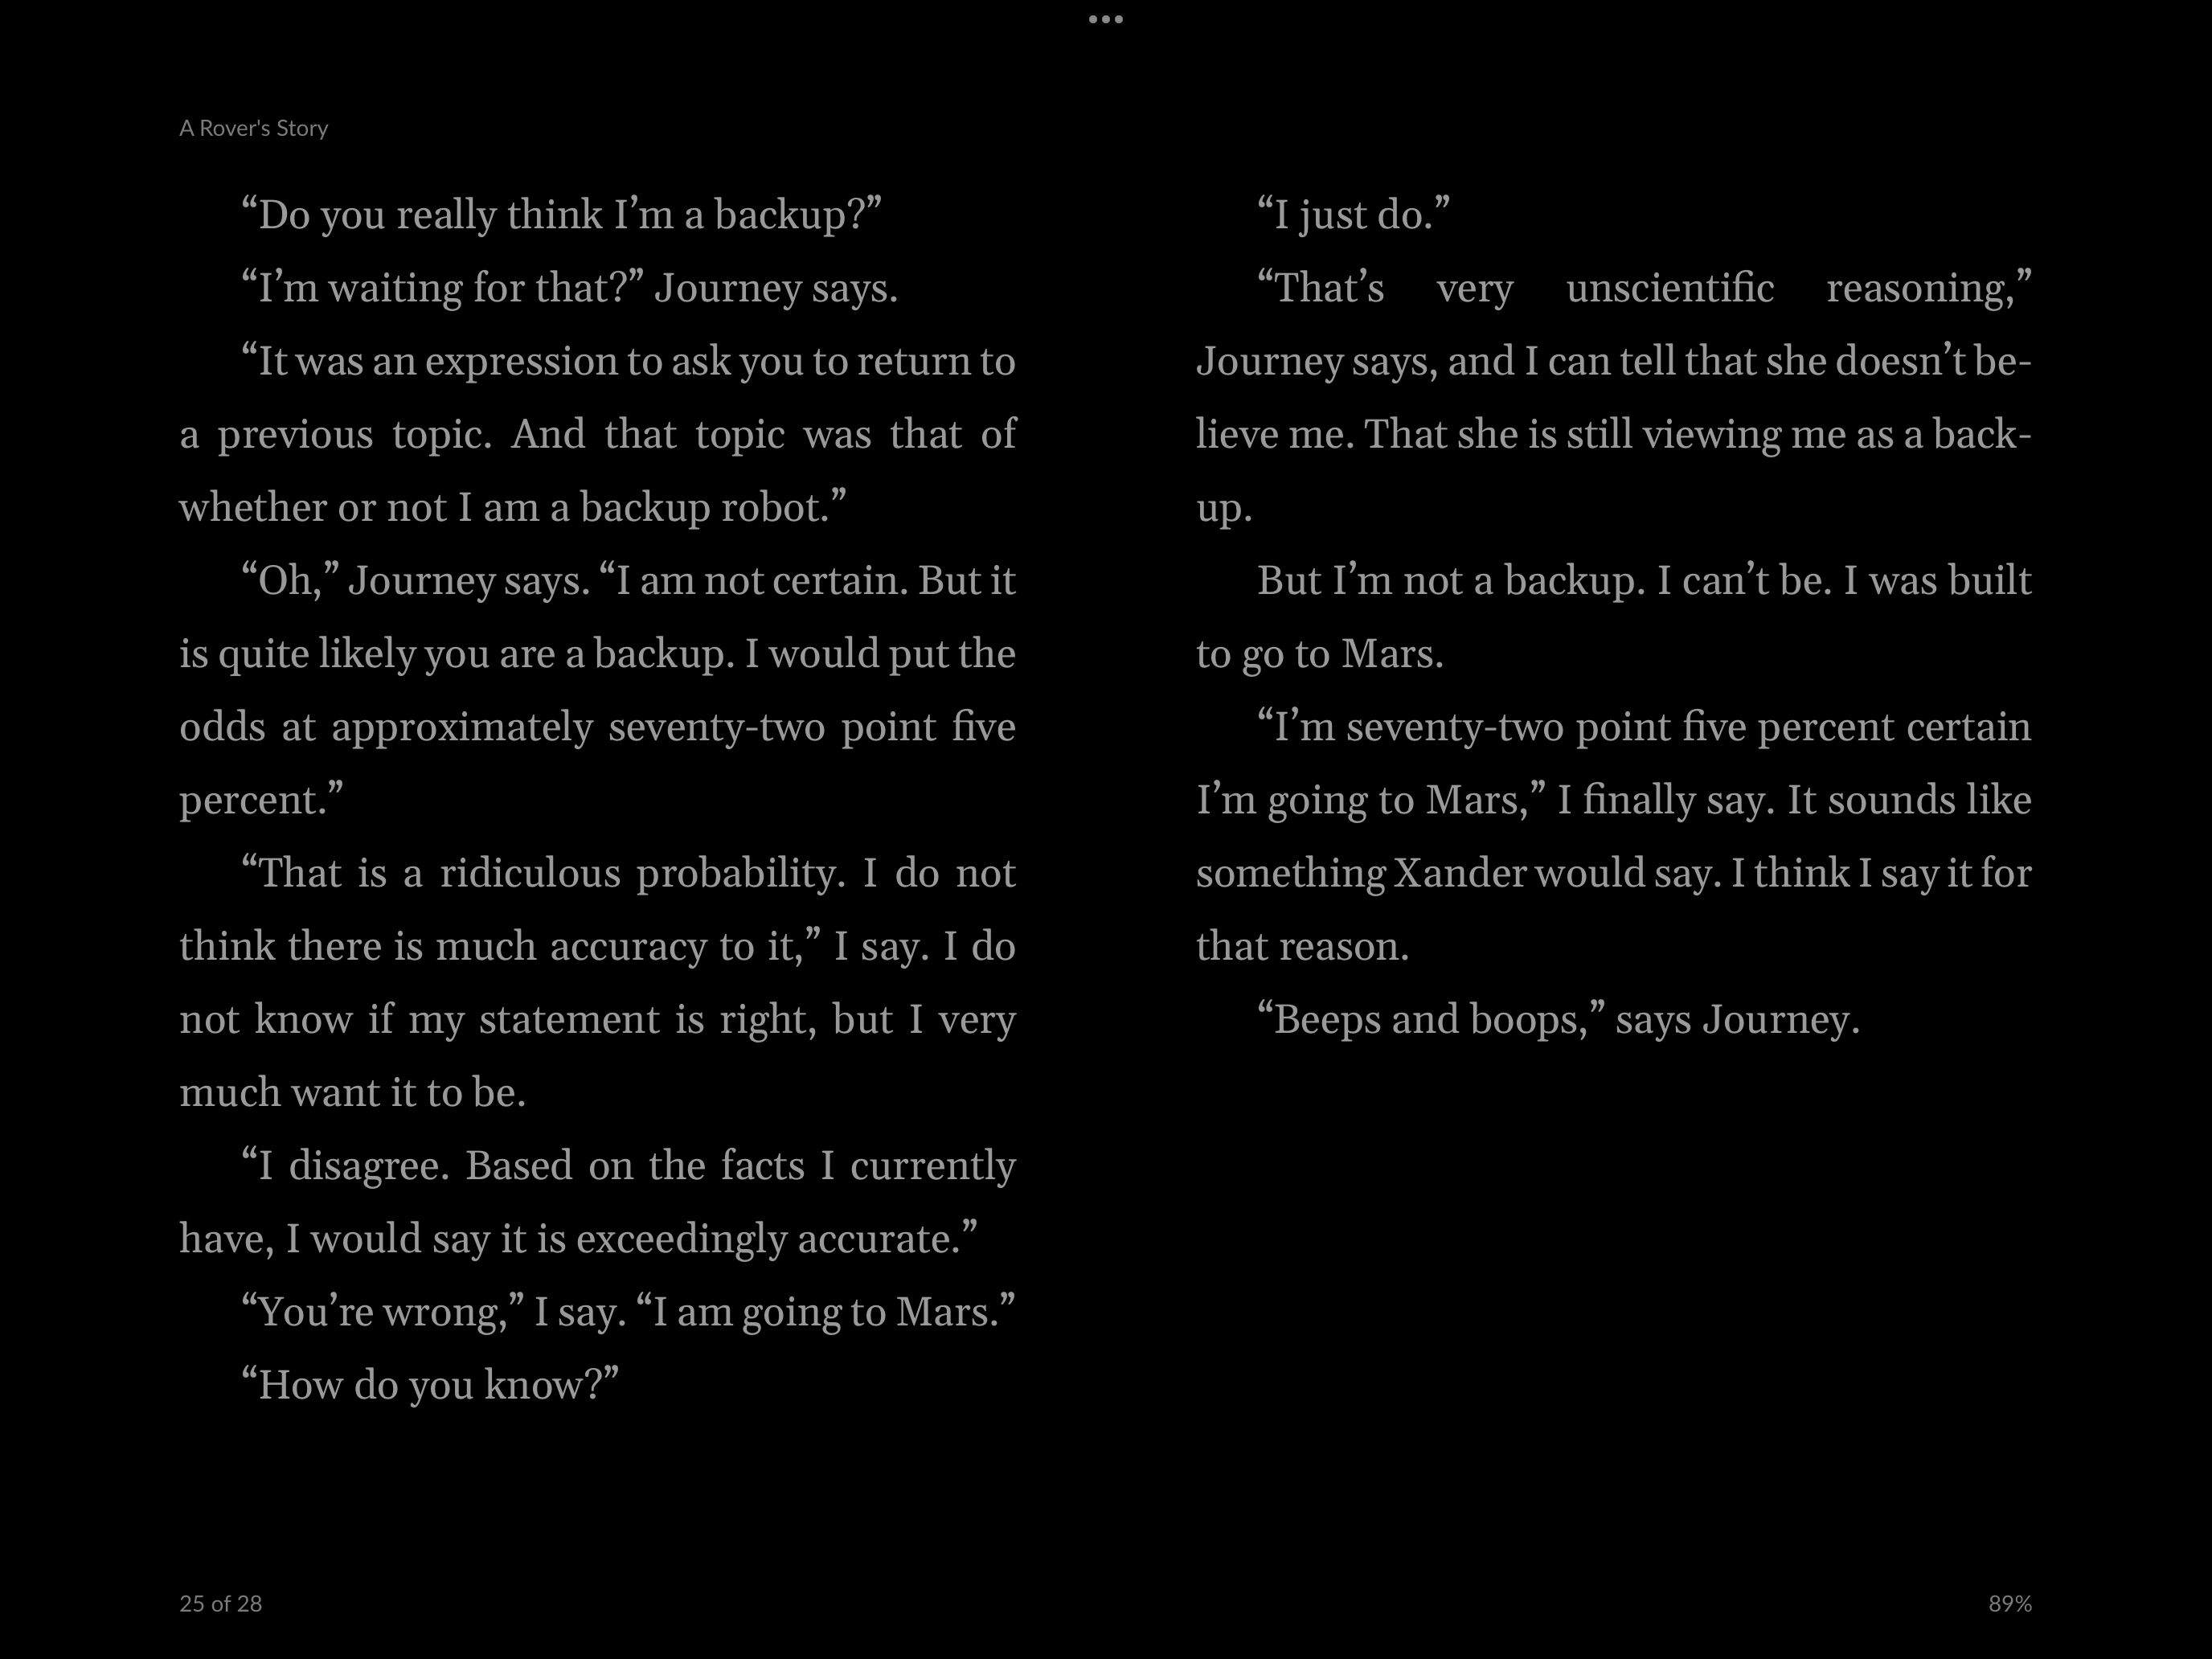 A Rover's Story
“Do you really think I’m a backup?”
“I’m waiting for that?” Journey says.
“It was an expression to ask you to return to
a previous topic. And that topic was that of
whether or not I am a backup robot.”
“Oh,” Journey says. “I am not certain. But it
is quite likely you are a backup. I would put the
odds at approximately seventy-two point five
percent.”
“That is a ridiculous probability. I do not
think there is much accuracy to it,” I say. I do
not know if my statement is right, but I very
much want it to be.
“I disagree. Based on the facts I currently
have, I would say it is exceedingly accurate.”
“You’re wrong,” I say. “I am going to Mars.”
“How do you know?”
“I just do.”
“That’s very unscientific reasoning,”
Journey says, and I can tell that she doesn’t be-
lieve me. That she is still viewing me as a back-
up.
But I’m not a backup. I can’t be. I was built
to go to Mars.
“I’m seventy-two point five percent certain
I’m going to Mars,” I finally say. It sounds like
something Xander would say. I think I say it for
that reason.
“Beeps and boops,” says Journey.
25 of 28
89%